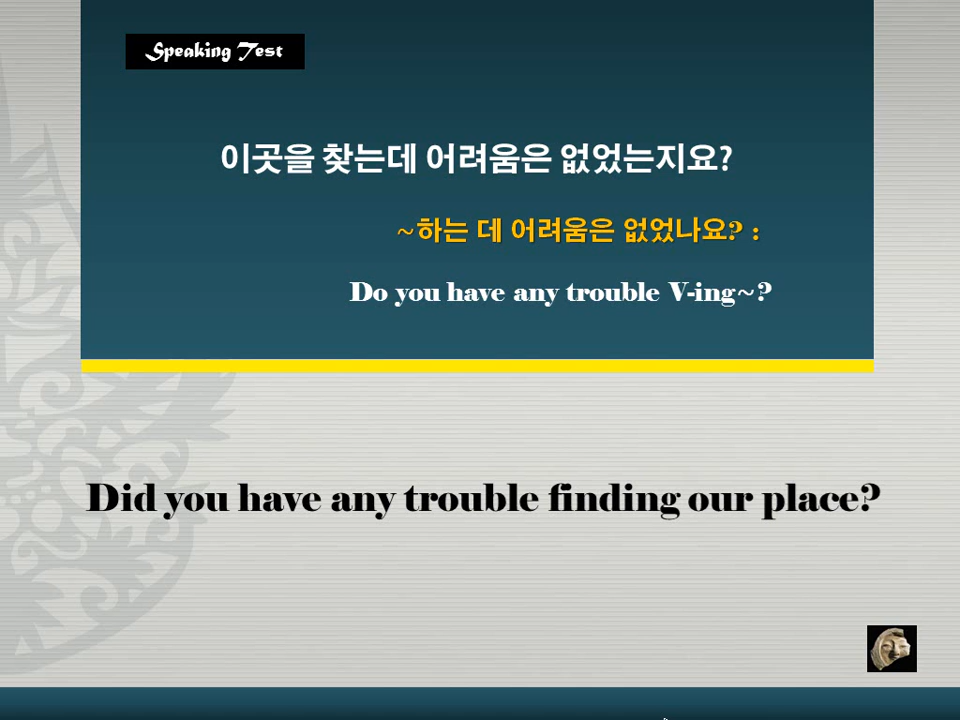 Speaking Test
이곳을 찾는데 어려움은 없었는지요?
~하는 데 어려움은 없었나요? :
Do you have any trouble V-ing~?
Did you have any trouble finding our place?